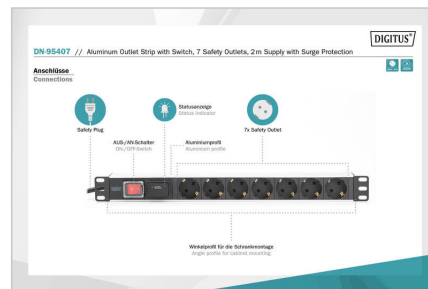 DIGITUS®
DN-95407 // Aluminum Outlet Strip with Switch, 7 Safety Outlets, 2 m Supply with Surge Protection
Anschlüsse
Connections
Safety Plug
Statusanzeige
Status indicator
7x Safety Outlet
AUS-/AN-Schalter
ON-/OFF-Switch
Aluminiumprofil
Aluminium profile
Winkelprofil für die Schrankmontage
Angle profile for cabinet mounting